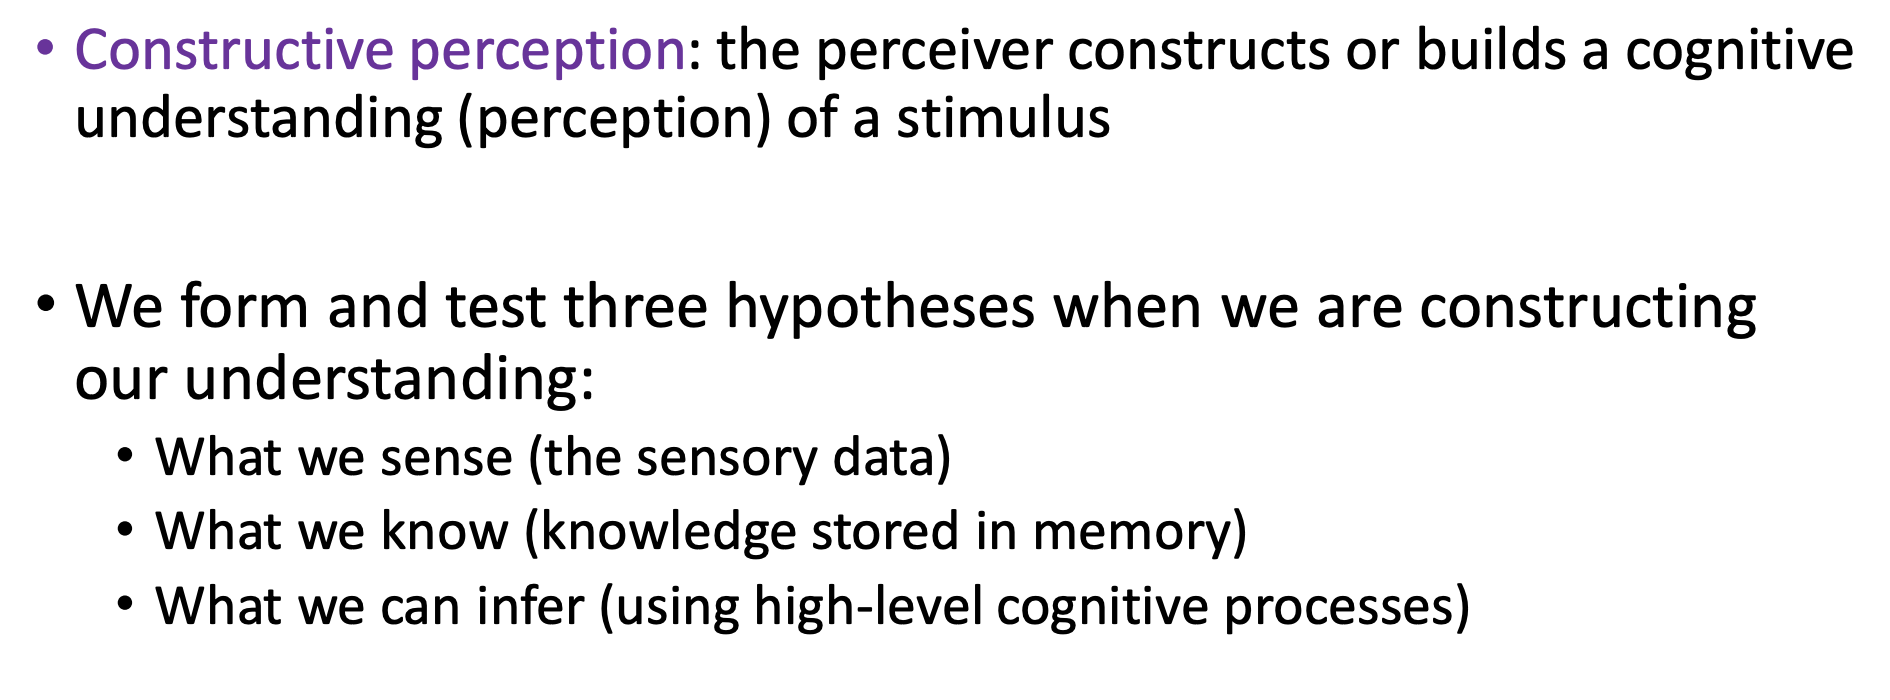 • Constructive perception: the perceiver constructs or builds a cognitive
understanding (perception) of a stimulus
• We form and test three hypotheses when we are constructing
our understanding:
• What we sense (the sensory data)
• What we know (knowledge stored in memory)
• What we can infer (using high-level cognitive processes)